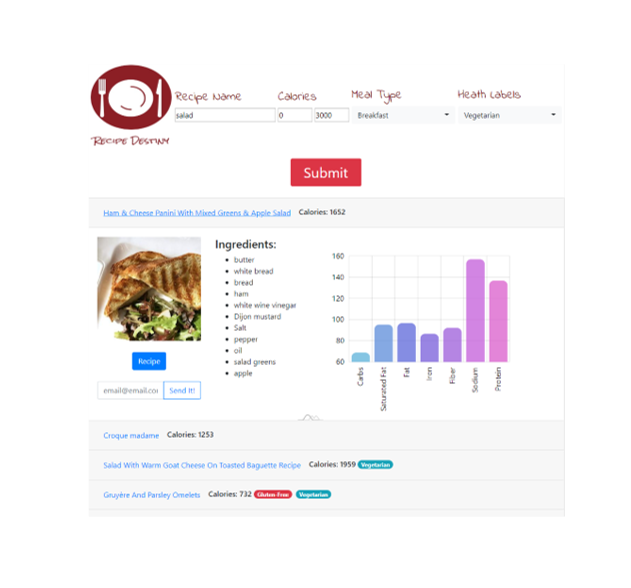 Recipe Name Calories Meal Type Heath Labels
salad 0 3000 Breakfast Vegetarian
Recipe Destiny
Submit
Ham & Cheese Panini With Mixed Greens & Apple Salad Calories: 1652
Ingredients:
butter
white bread
bread
ham
white wine vinegar
Dijon mustard
Salt
pepper
oil
salad greens
apple
Recipe
email@email.co
Send It!
160
140
120
100
80
60
Carbs
Saturated Fat
Fat
Iron
Fiber
Sodium
Protein
Croque madame Calories: 1253
Salad With Warm Goat Cheese On Toasted Baguette Recipe Calories: 1959 Vegetarian
Gruyère And Parsley Omelets Calories: 732 Gluten-Free Vegetarian